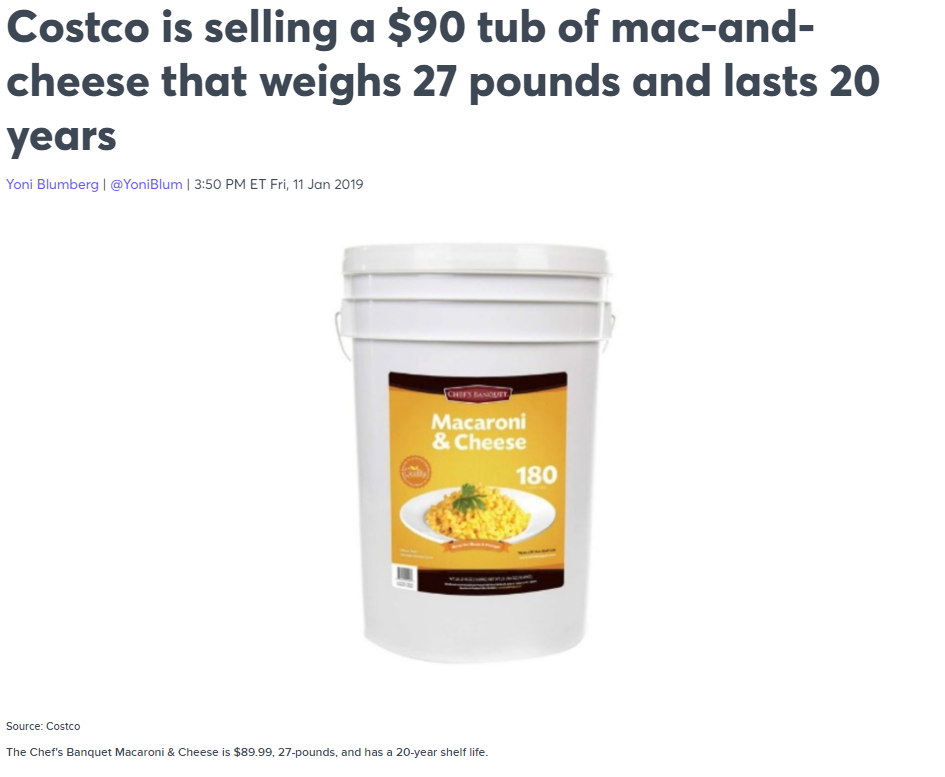 Costco is selling a $90 tub of mac-and-
cheese that weighs 27 pounds and lasts 20
years
Yoni Blumberg | @YoniBlum | 3:50 PM ET Fri, 11 Jan 2019
CHEF'S BANQUET
Macaroni
& Cheese
180
Source: Costco
The Chef's Banquet Macaroni & Cheese is $89.99, 27-pounds, and has a 20-year shelf life.